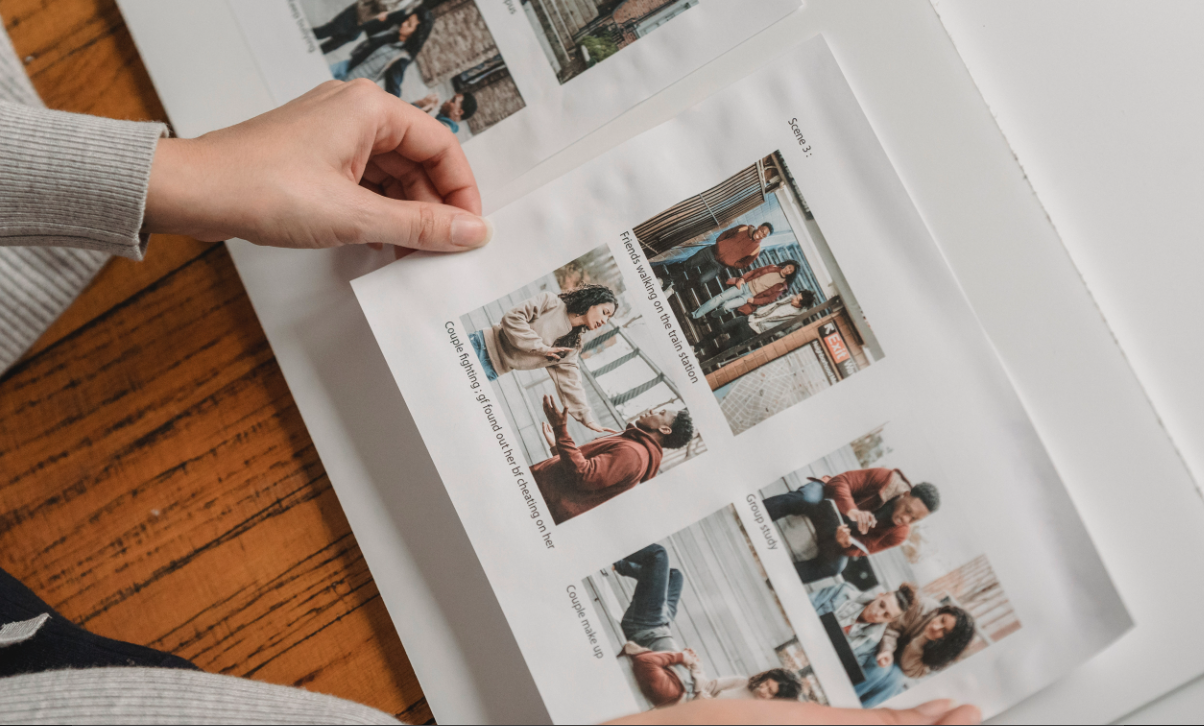 Scene 3 :
EXIT
Friends walking on the train station
Group study
Couple fighting ; gf found out her bf cheating on her
Couple make up